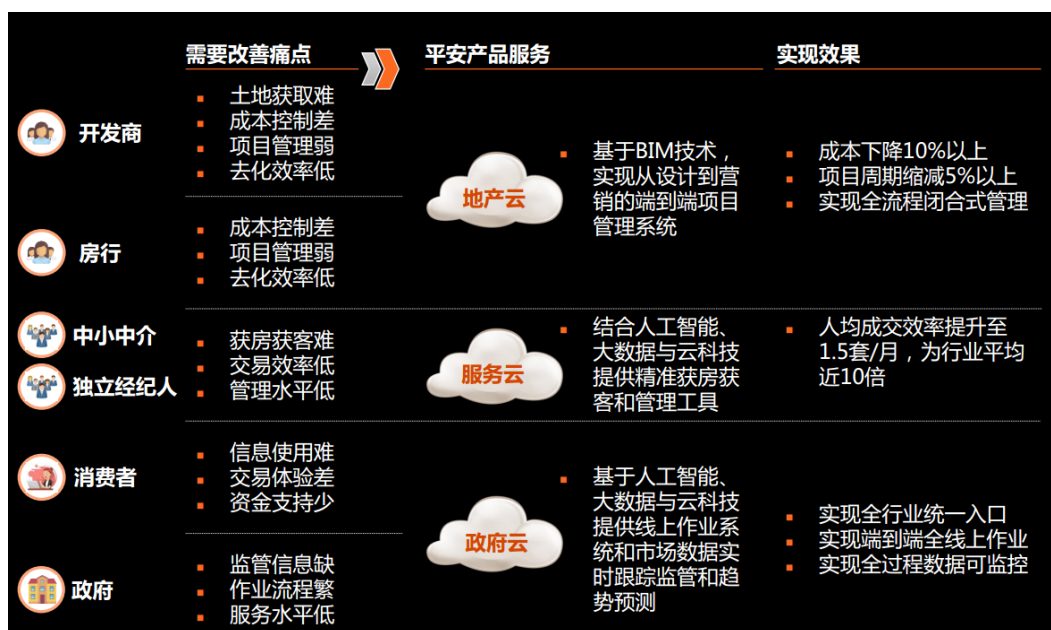 需要改善痛点
平安产品服务
实现效果
开发商
▪ 土地获取难
▪ 成本控制差
▪ 项目管理弱
▪ 去化效率低
房行
▪ 成本控制差
▪ 项目管理弱
▪ 去化效率低
地产云
▪ 基于BIM技术，
实现从设计到营
销的端到端项目
管理系统
▪ 成本下降10%以上
▪ 项目周期缩减5%以上
▪ 实现全流程闭合式管理
中小中介
独立经纪人
▪ 获房获客难
▪ 交易效率低
▪ 管理水平低
服务云
▪ 结合人工智能、
大数据与云科技
提供精准获房获
客和管理工具
▪ 人均成交效率提升至
1.5套/月，为行业平均
近10倍
消费者
▪ 信息使用难
▪ 交易体验差
▪ 资金支持少
政府
▪ 监管信息缺
▪ 作业流程繁
▪ 服务水平低
政府云
▪ 基于人工智能、
大数据与云科技
提供线上作业系
统和市场数据实
时跟踪监管和趋
势预测
▪ 实现全行业统一入口
▪ 实现端到端全线上作业
▪ 实现全过程数据可监控